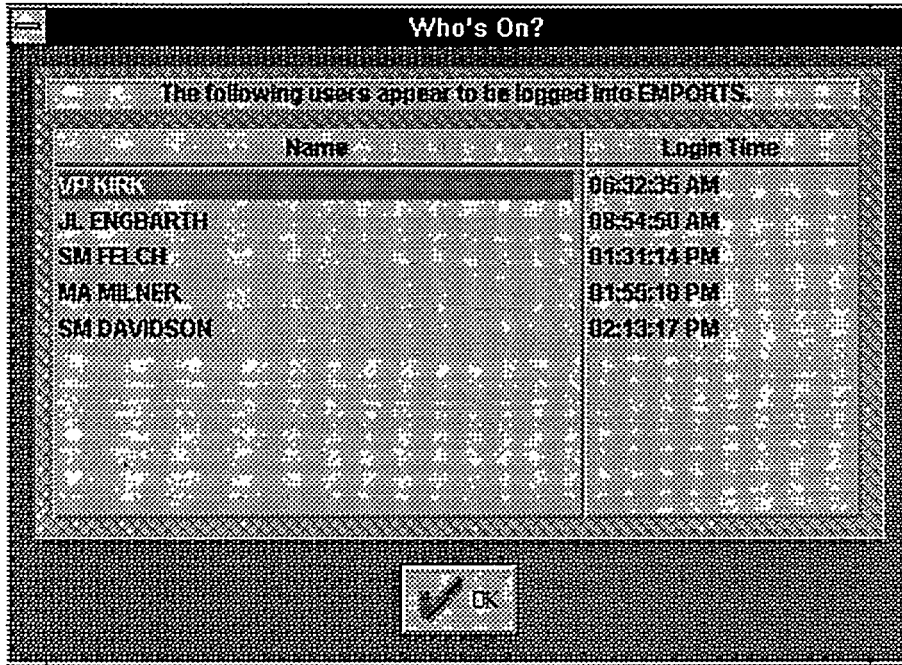 Who's On?
The following users appear to be logged into EMPORTS.
Name Login Time
VP KIRK 06:32:35 AM
JL ENGBARTH 08:54:50 AM
SM FELCH 01:31:14 PM
MA MILNER 01:55:18 PM
SM DAVIDSON 02:13:17 PM
OK